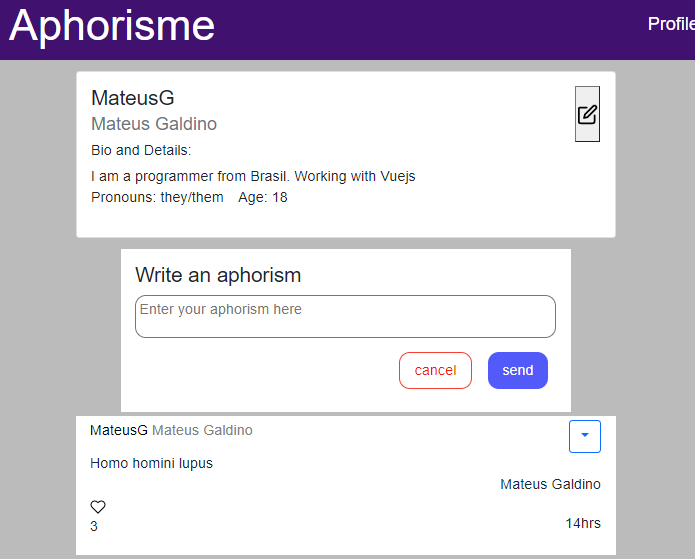 Aphorisme
Profile
MateusG
Mateus Galdino
Bio and Details:
I am a programmer from Brasil. Working with Vuejs
Pronouns: they/them Age: 18
Write an aphorism
Enter your aphorism here
cancel send
MateusG Mateus Galdino
Homo homini lupus
Mateus Galdino
3
14hrs